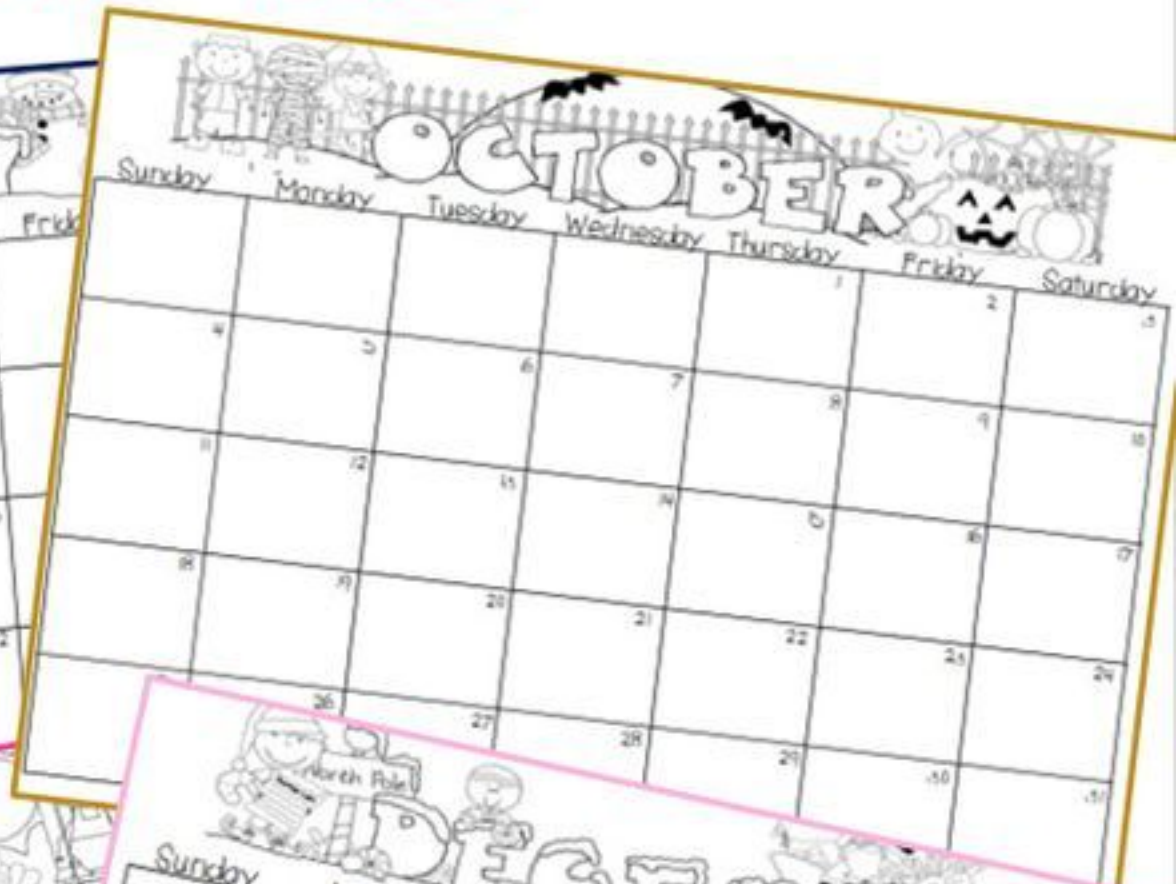 OCTOBER
Sunday Monday Tuesday Wednesday Thursday Friday Saturday
1 2 3
4 5 6 7 8 9 10
11 12 13 14 15 16 17
18 19 20 21 22 23 24
26 27 28 29 30 31
North Pole
Sunday